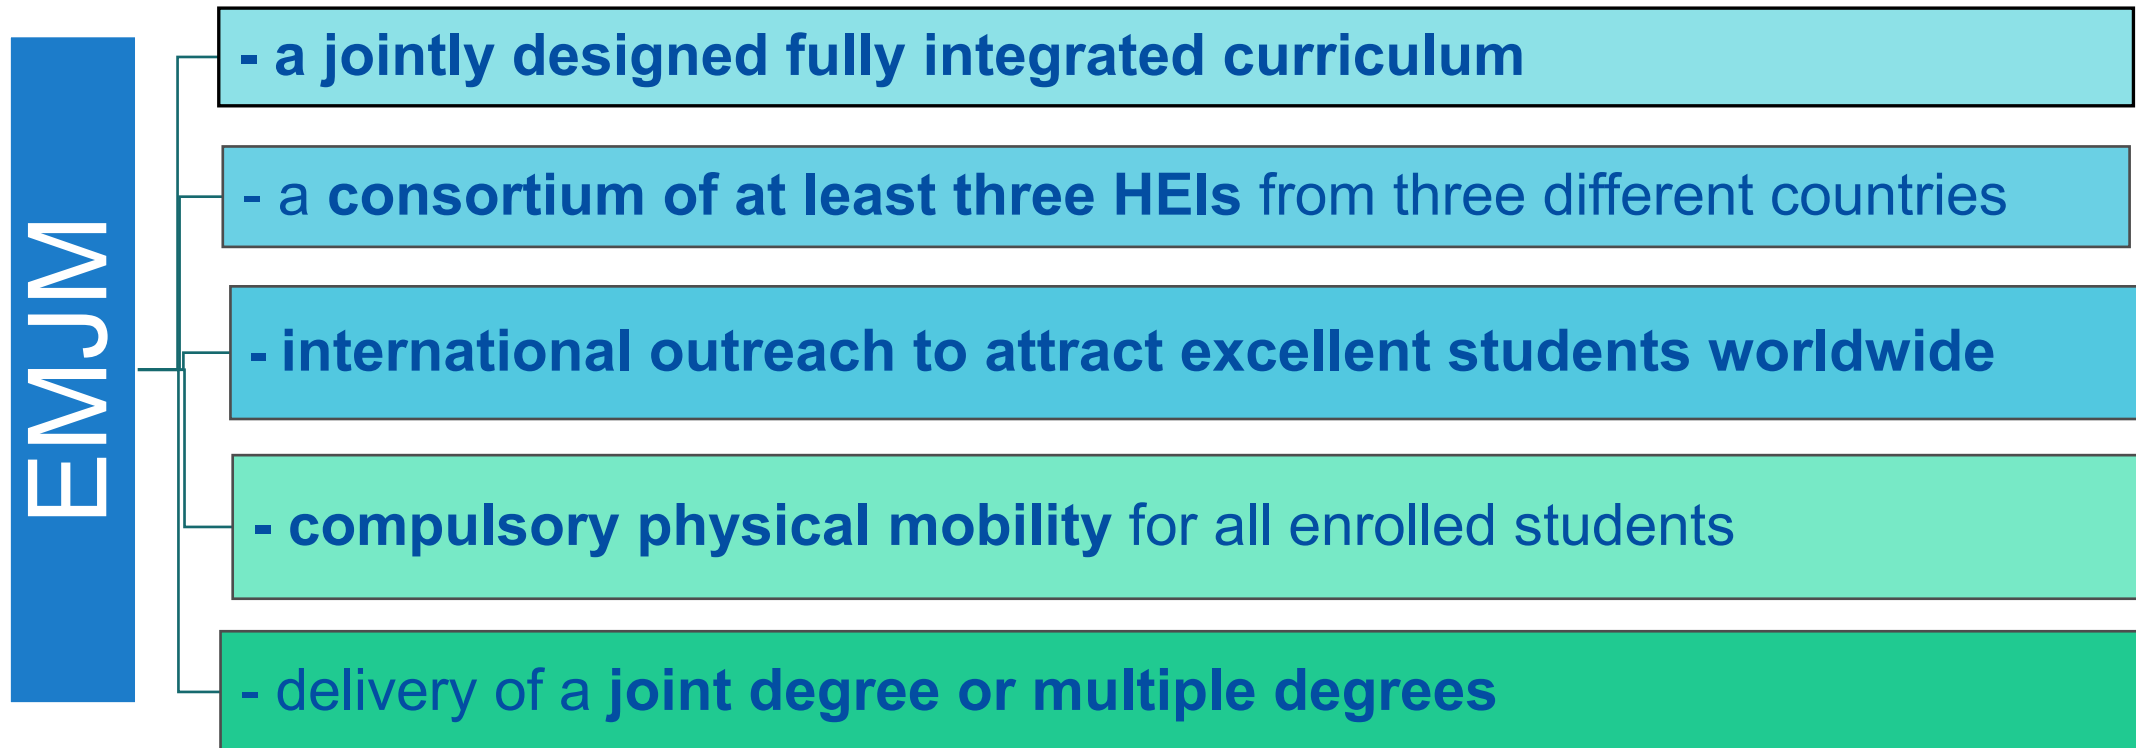 EMJM
- a jointly designed fully integrated curriculum
- a consortium of at least three HEIs from three different countries
- international outreach to attract excellent students worldwide
- compulsory physical mobility for all enrolled students
- delivery of a joint degree or multiple degrees